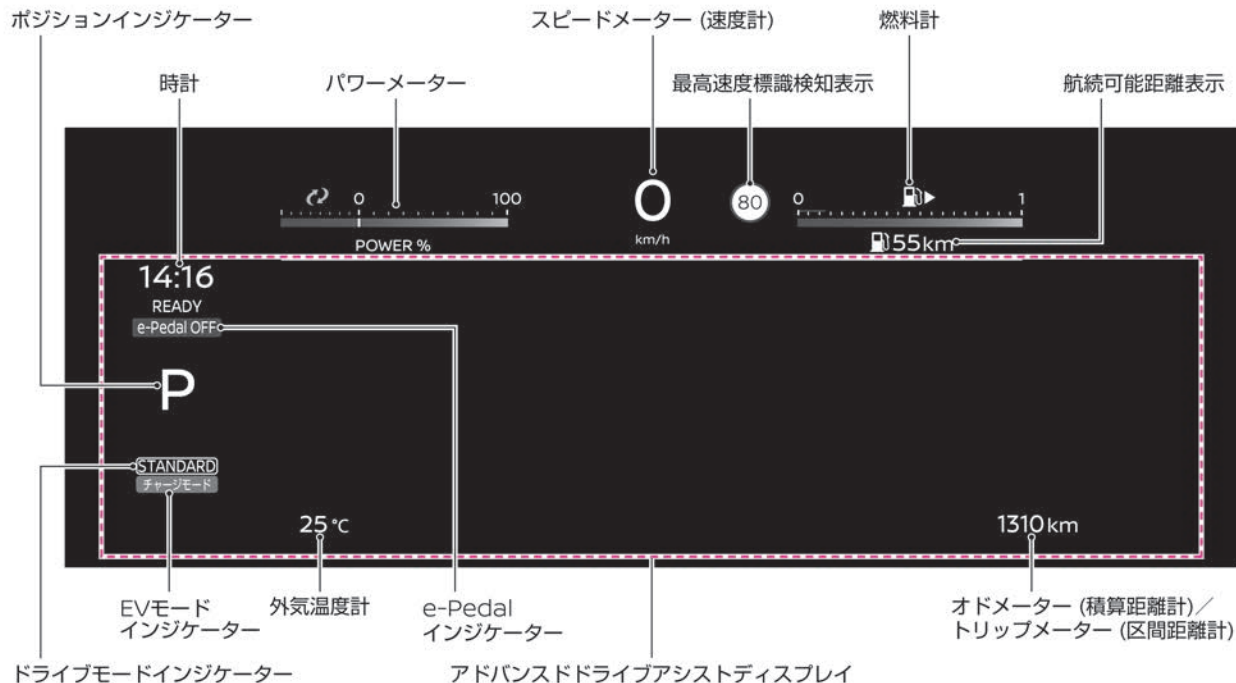 ポジションインジケーター
スピードメーター (速度計)
燃料計
時計
パワーメーター
最高速度標識検知表示
航続可能距離表示
0
100
POWER %
0
km/h
80
0
1
55km
14:16
READY
e-Pedal OFF
P
STANDARD
チャージモード
25℃
1310km
EVモード
インジケーター
外気温度計
e-Pedal
インジケーター
オドメーター (積算距離計)／
トリップメーター (区間距離計)
ドライブモードインジケーター
アドバンスドドライブアシストディスプレイ